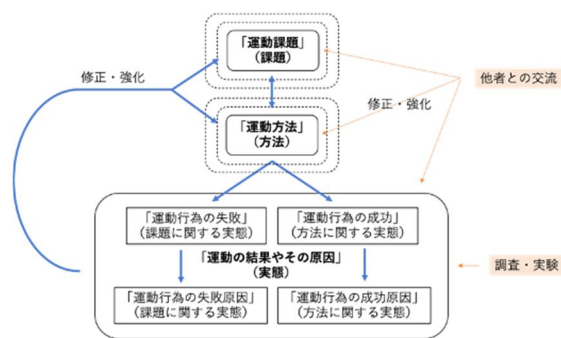 「運動課題」
(課題)
修正・強化
他者との交流
修正・強化
「運動方法」
(方法)
「運動行為の失敗」
(課題に関する実態)
「運動行為の成功」
(方法に関する実態)
「運動の結果やその原因」
(実態)
調査・実験
「運動行為の失敗原因」
(課題に関する実態)
「運動行為の成功原因」
(方法に関する実態)